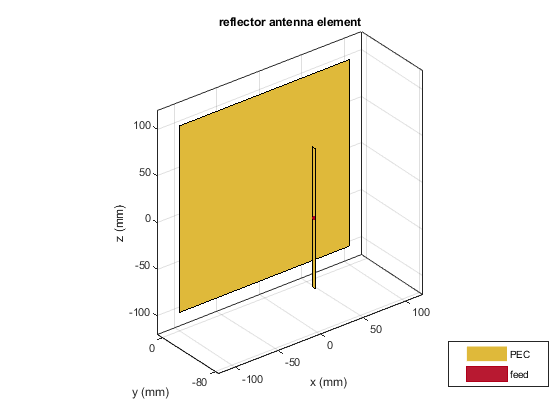 reflector antenna element
100
50
0
-50
-100
z (mm)
0
-80
y (mm)
-100
-50
0
50
100
x (mm)
PEC
feed